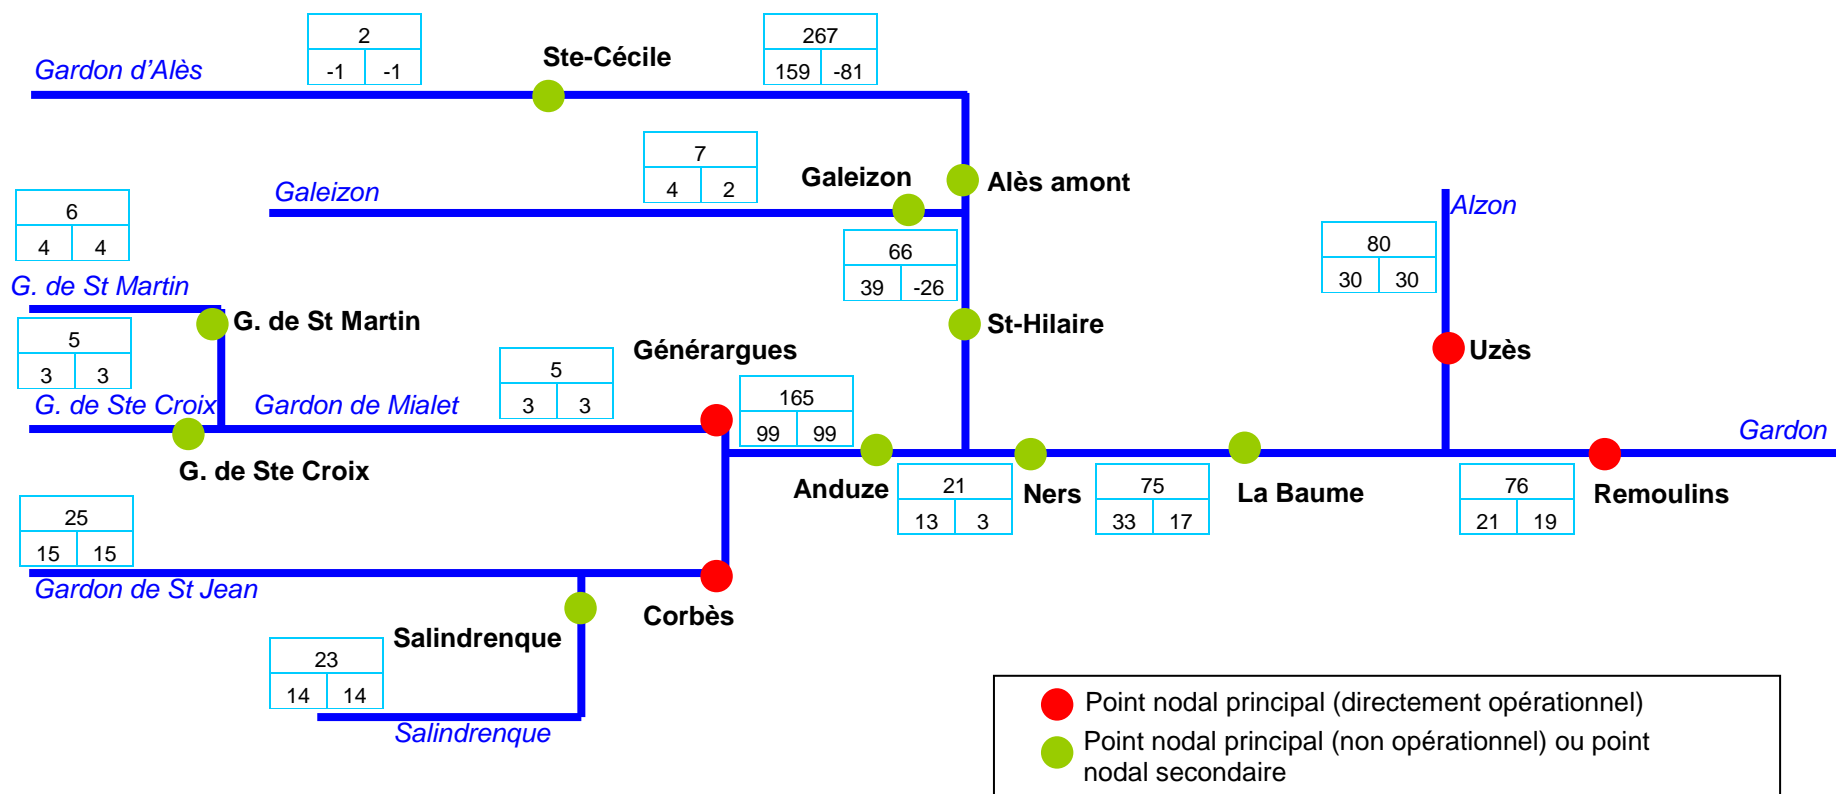 2
-1 -1
Ste-Cécile
267
159 -81
Gardon d'Alès
7
4 2
Galeizon
Alès amont
Galeizon
6
4 4
G. de St Martin
Alzon
80
30 30
66
39 -26
G. de St Martin
St-Hilaire
5
3 3
Générargues
Uzès
5
3 3
G. de Ste Croix
Gardon de Mialet
165
99 99
Gardon
G. de Ste Croix
Anduze
21
13 3
Ners
75
33 17
La Baume
76
21 19
Remoulins
25
15 15
Gardon de St Jean
Corbès
Salindrenque
23
14 14
Salindrenque
Point nodal principal (directement opérationnel)
Point nodal principal (non opérationnel) ou point
nodal secondaire